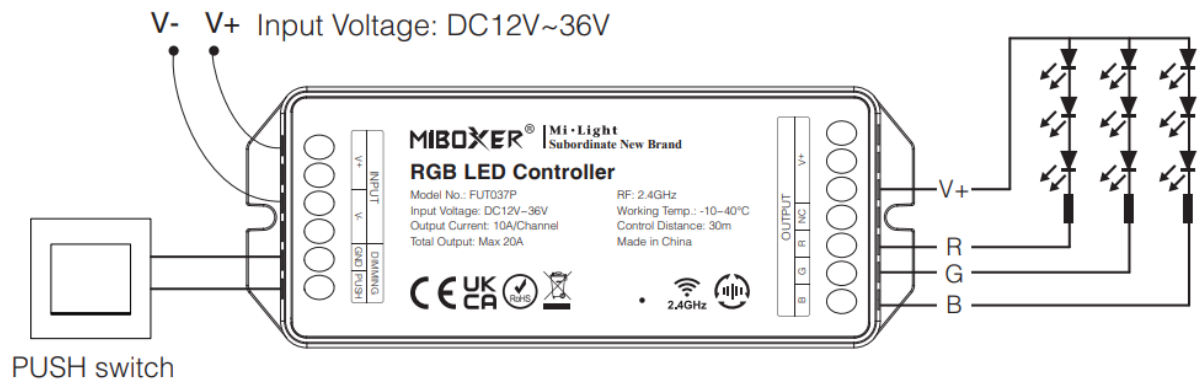 V- V+ Input Voltage: DC12V~36V
MIBOXER® Mi·Light
Subordinate New Brand
RGB LED Controller
Model No.: FUT037P
Input Voltage: DC12V~36V
Output Current: 10A/Channel
Total Output: Max 20A
RF: 2.4GHz
Working Temp.: -10~40°C
Control Distance: 30m
Made in China
CE UK
CA
RoHS
2.4GHz
INPUT
V+
V-
DIMMING
GND
PUSH
OUTPUT
V+
NC
R
G
B
V+
R
G
B
PUSH switch